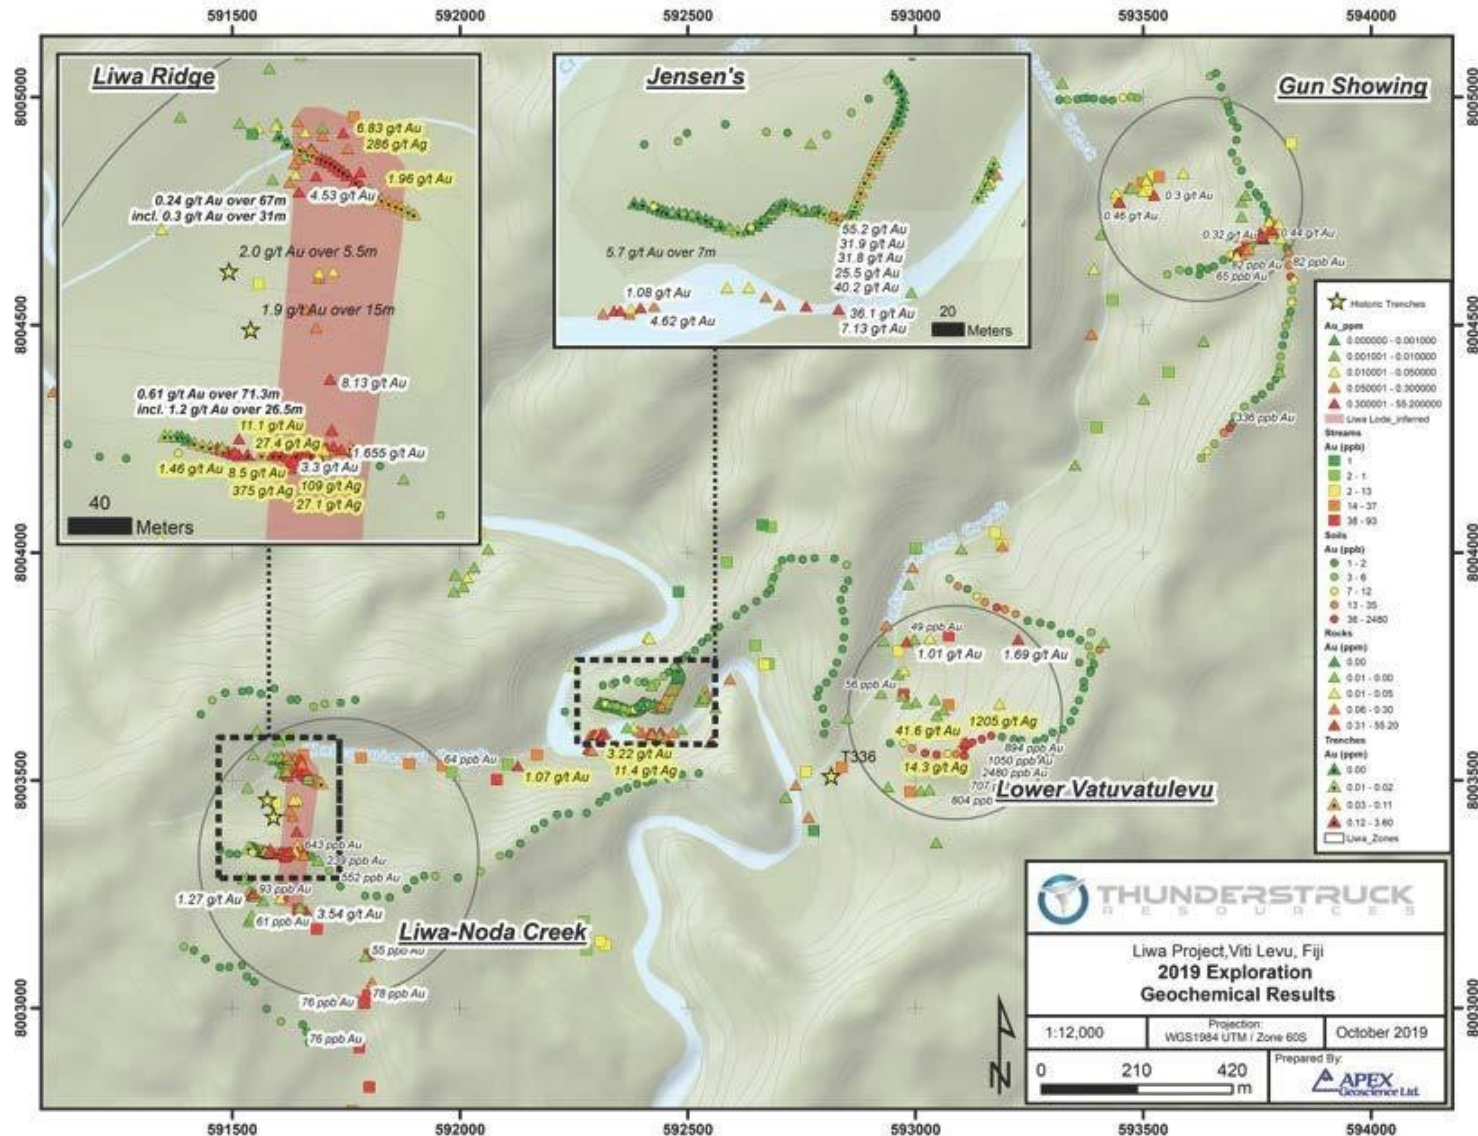 591500
592000
592500
593000
593500
594000
8005000
8004500
8004000
8003500
8003000
8005000
8004500
8004000
8003500
8003000
591500
592000
592500
593000
593500
594000
Liwa Ridge
6.83 g/t Au
286 g/t Ag
1.96 g/t Au
4.53 g/t Au
0.24 g/t Au over 67m
incl. 0.3 g/t Au over 31m
2.0 g/t Au over 5.5m
1.9 g/t Au over 15m
8.13 g/t Au
0.61 g/t Au over 71.3m
incl. 1.2 g/t Au over 26.5m
11.1 g/t Au
27.4 g/t Ag
1.655 g/t Au
3.3 g/t Au
1.46 g/t Au
8.5 g/t Au
375 g/t Ag
109 g/t Ag
27.1 g/t Ag
40
Meters
Jensen's
5.7 g/t Au over 7m
55.2 g/t Au
31.9 g/t Au
31.8 g/t Au
25.5 g/t Au
40.2 g/t Au
1.08 g/t Au
4.62 g/t Au
36.1 g/t Au
7.13 g/t Au
20
Meters
Gun Showing
0.3 g/t Au
0.46 g/t Au
0.32 g/t Au
0.44 g/t Au
82 ppb Au
82 ppb Au
65 ppb Au
336 ppb Au
49 ppb Au
1.01 g/t Au
1.69 g/t Au
56 ppb Au
1205 g/t Ag
41.6 g/t Au
14.3 g/t Ag
894 ppb Au
1050 ppb Au
2480 ppb Au
707
804 ppb
Lower Vatuvatulevu
T336
3.22 g/t Au
11.4 g/t Ag
64 ppb Au
1.07 g/t Au
643 ppb Au
239 ppb Au
552 ppb Au
93 ppb Au
1.27 g/t Au
61 ppb Au
3.54 g/t Au
Liwa-Noda Creek
55 ppb Au
78 ppb Au
76 ppb Au
76 ppb Au
Historic Trenches
Au_ppm
0.000000 - 0.001000
0.001001 - 0.010000
0.010001 - 0.050000
0.050001 - 0.300000
0.300001 - 55.200000
Liwa Lode_inferred
Streams
Au (ppb)
1
2 - 1
2 - 13
14 - 37
38 - 93
Soils
Au (ppb)
1 - 2
3 - 6
7 - 12
13 - 35
36 - 2480
Rocks
Au (ppm)
0.00
0.01 - 0.00
0.01 - 0.05
0.06 - 0.30
0.31 - 55.20
Trenches
Au (ppm)
0.00
0.01 - 0.02
0.03 - 0.11
0.12 - 3.60
Liwa_Zones
THUNDERSTRUCK
RESOURCES
Liwa Project,Viti Levu, Fiji
2019 Exploration
Geochemical Results
1:12,000
Projection:
WGS1984 UTM / Zone 60S
October 2019
0 210 420
m
Prepared By:
APEX
Geoscience Ltd.
N